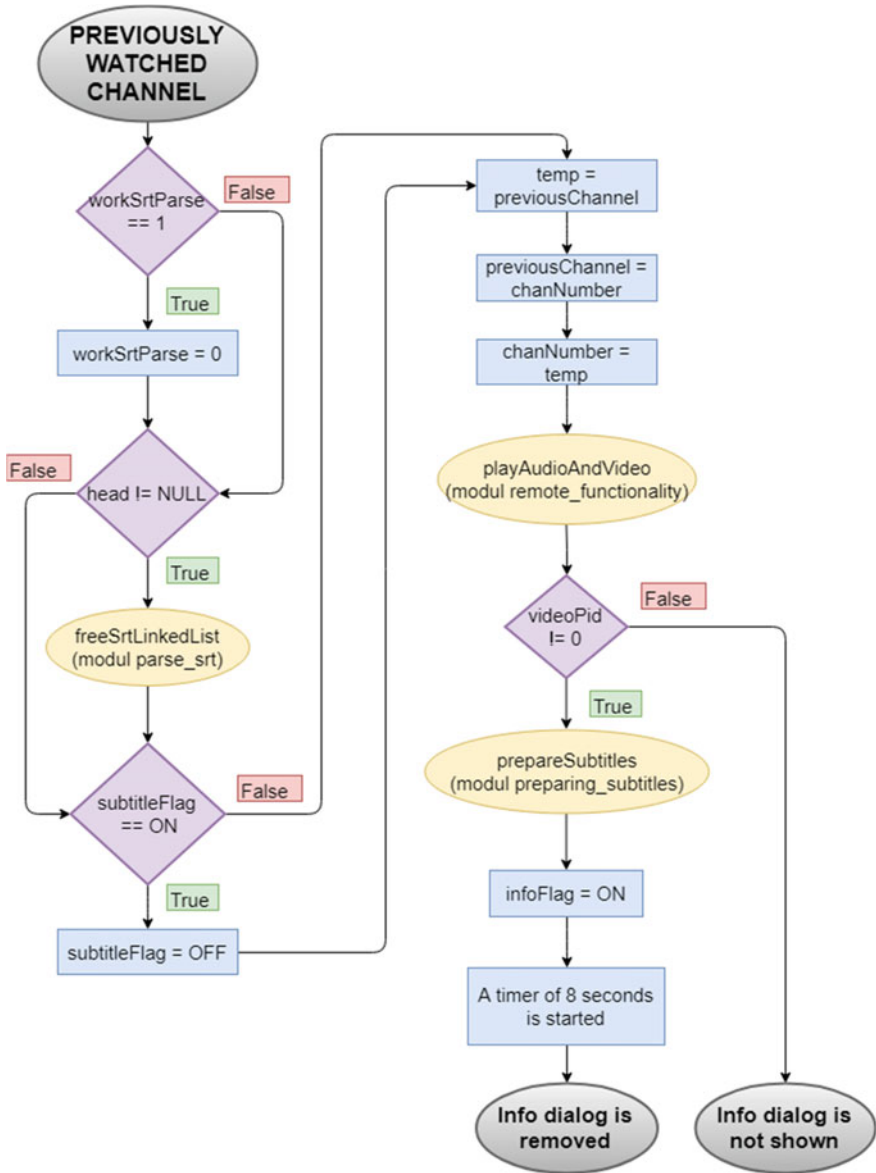 PREVIOUSLY
WATCHED
CHANNEL
workSrtParse
== 1
False
True
workSrtParse = 0
head != NULL
False
True
freeSrtLinkedList
(modul parse_srt)
subtitleFlag
== ON
False
True
subtitleFlag = OFF
temp =
previousChannel
previousChannel =
chanNumber
chanNumber =
temp
playAudioAndVideo
(modul remote_functionality)
videoPid
!= 0
False
True
prepareSubtitles
(modul preparing_subtitles)
infoFlag = ON
A timer of 8 seconds
is started
Info dialog is
removed
Info dialog is
not shown